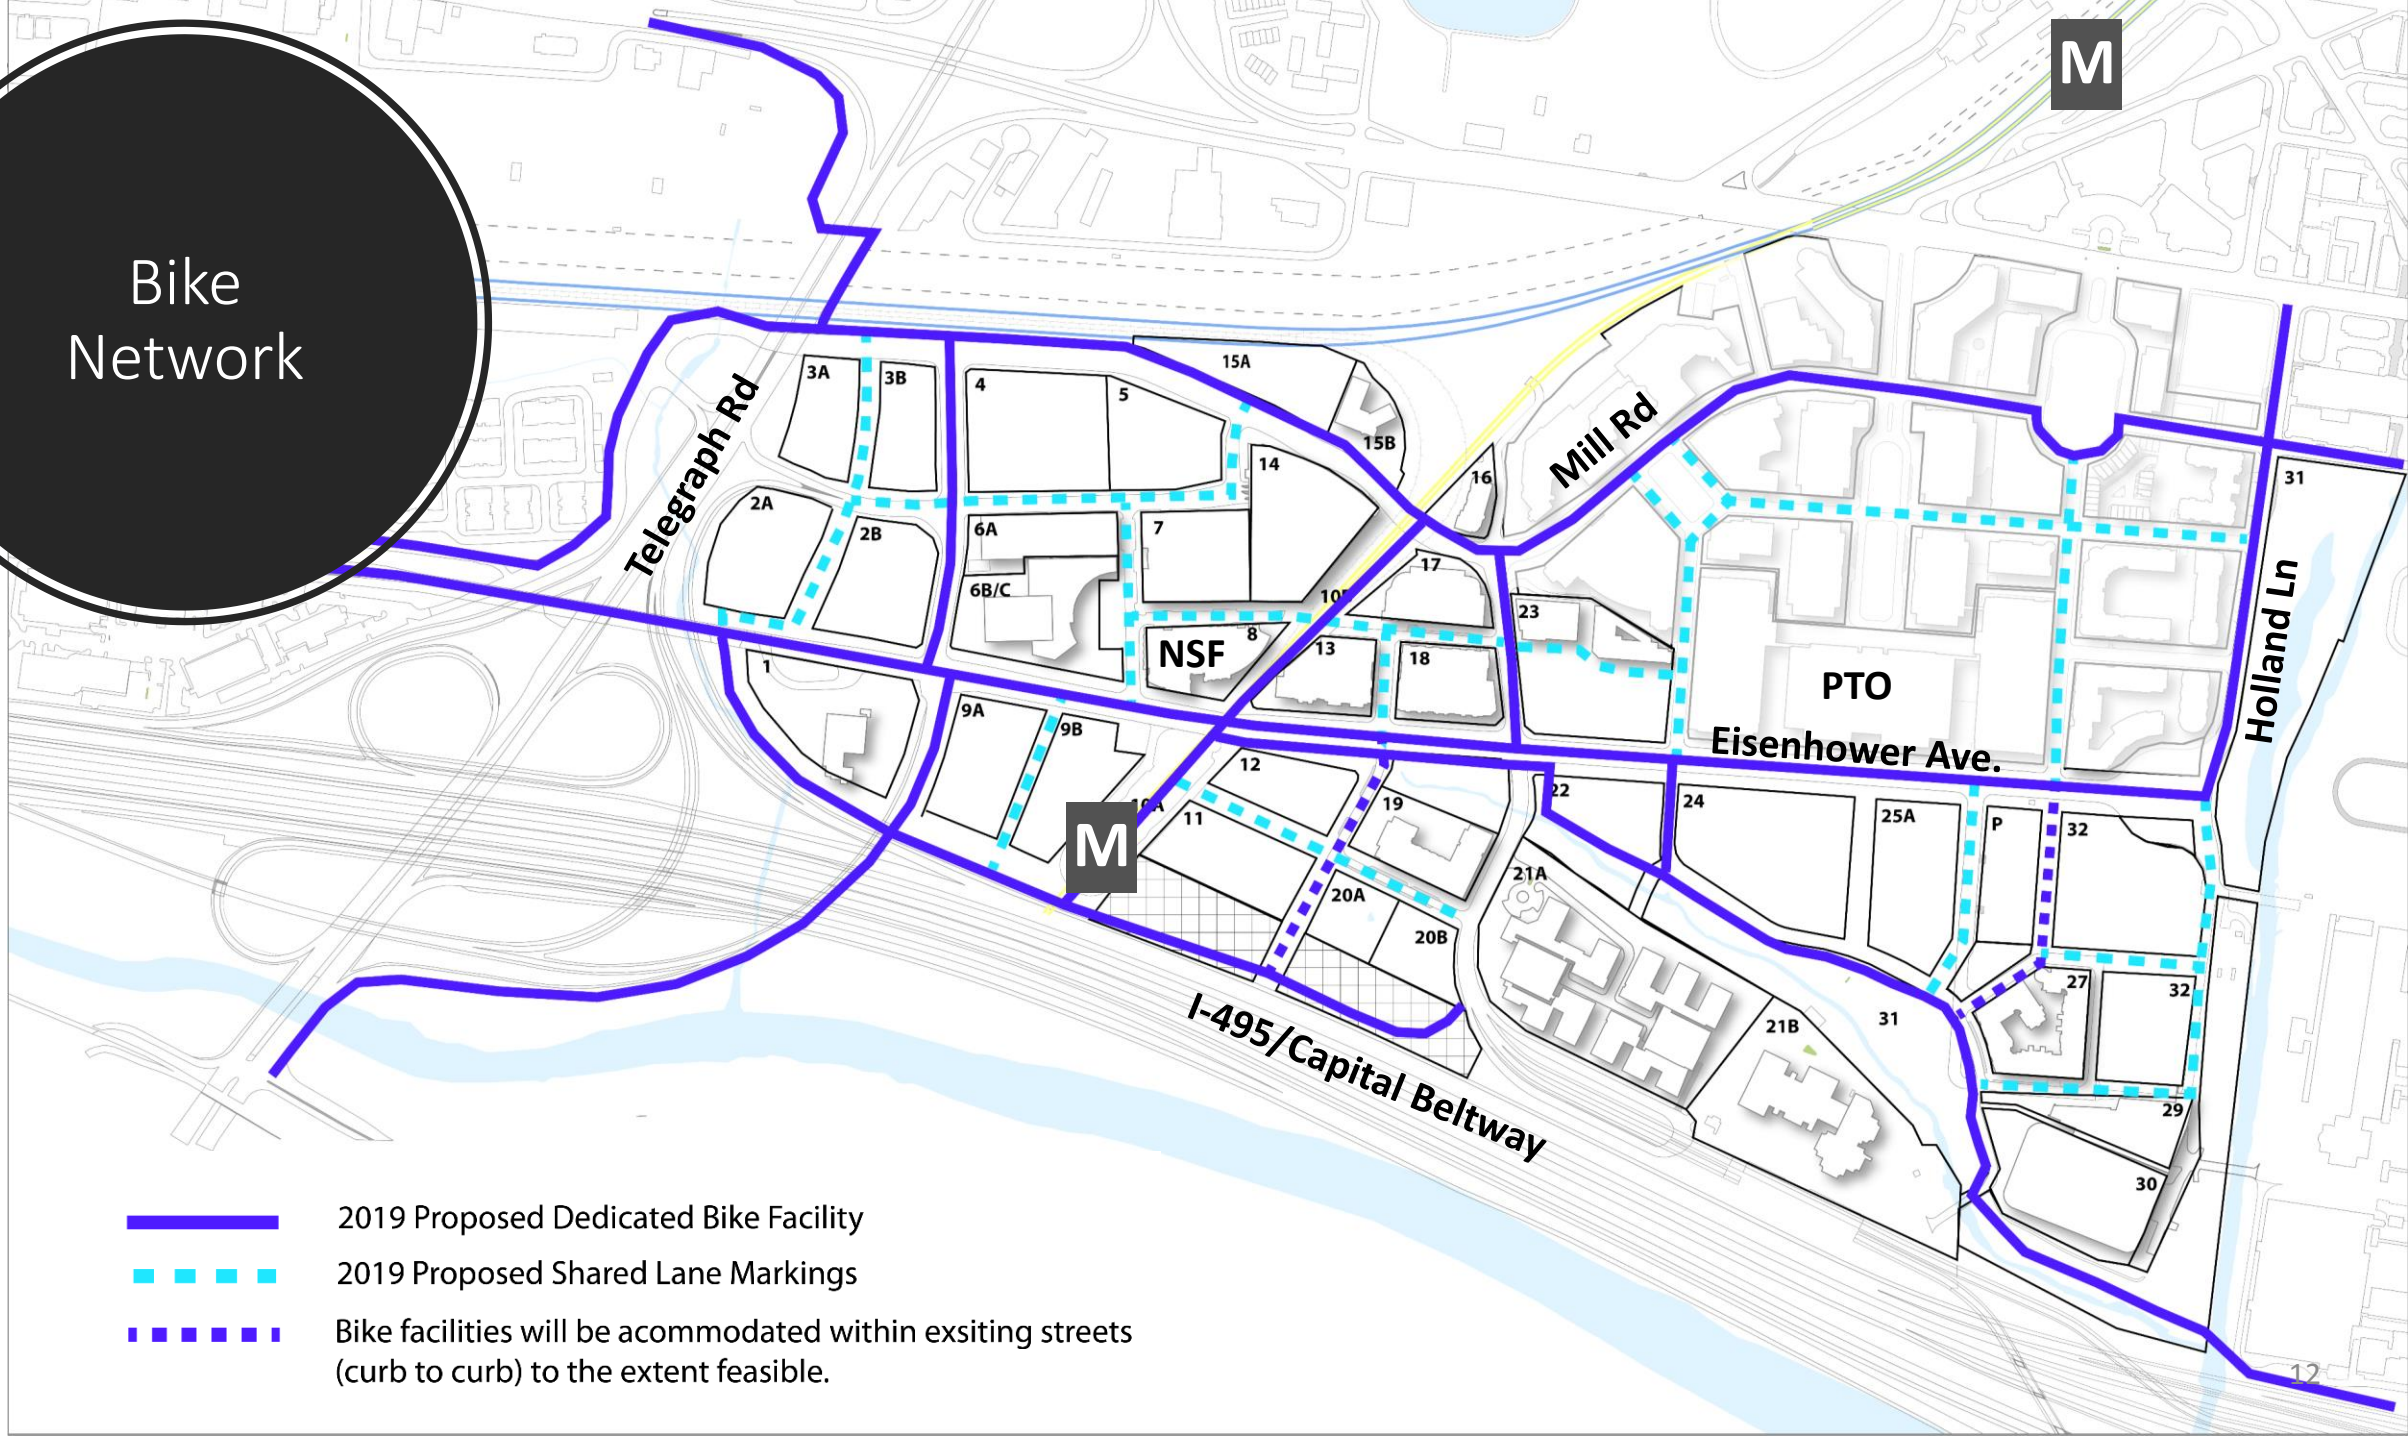 Bike
Network
M
15A
3A
3B
4
5
15B
Mill Rd
16
14
31
Telegraph Rd
2A
2B
6A
7
17
6B/C
23
8
NSF
13
18
Holland Ln
1
PTO
9A
9B
Eisenhower Ave.
12
10A
11
19
22
24
25A
P
32
M
21A
20A
20B
27
32
I-495/Capital Beltway
21B
31
29
30
2019 Proposed Dedicated Bike Facility
2019 Proposed Shared Lane Markings
Bike facilities will be acommodated within exsiting streets
(curb to curb) to the extent feasible.
12